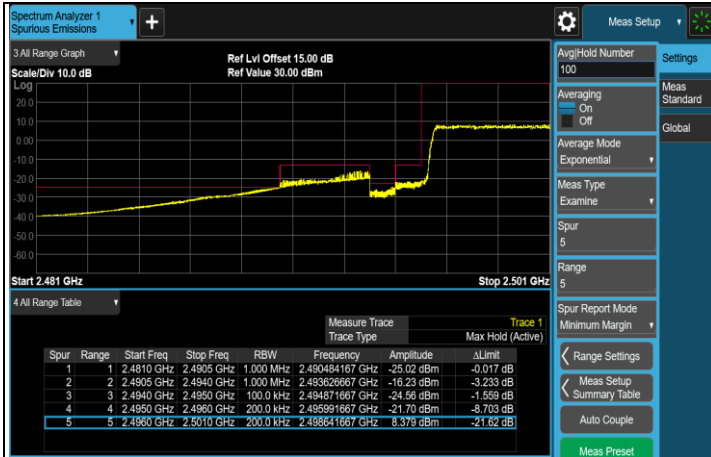 Spectrum Analyzer 1
Spurious Emissions
+
Meas Setup
3 All Range Graph
Scale/Div 10.0 dB
Ref Lvl Offset 15.00 dB
Ref Value 30.00 dBm
Log
20.0
10.0
0.00
-10.0
-20.0
-30.0
-40.0
-50.0
-60.0
Start 2.481 GHz
Stop 2.501 GHz
4 All Range Table
Measure Trace Trace 1
Trace Type Max Hold (Active)
Spur Range Start Freq Stop Freq RBW Frequency Amplitude ΔLimit
1 1 2.4810 GHz 2.4905 GHz 1.000 MHz 2.490484167 GHz -25.02 dBm -0.017 dB
2 2 2.4905 GHz 2.4940 GHz 1.000 MHz 2.493626667 GHz -16.23 dBm -3.233 dB
3 3 2.4940 GHz 2.4950 GHz 100.0 kHz 2.494871667 GHz -24.56 dBm -1.559 dB
4 4 2.4950 GHz 2.4960 GHz 200.0 kHz 2.495991667 GHz -21.70 dBm -8.703 dB
5 5 2.4960 GHz 2.5010 GHz 200.0 kHz 2.498641667 GHz 8.379 dBm -21.62 dB
Avg|Hold Number
100
Averaging
On
Off
Average Mode
Exponential
Meas Type
Examine
Spur
5
Range
5
Spur Report Mode
Minimum Margin
Range Settings
Meas Setup
Summary Table
Auto Couple
Meas Preset
Settings
Meas
Standard
Global